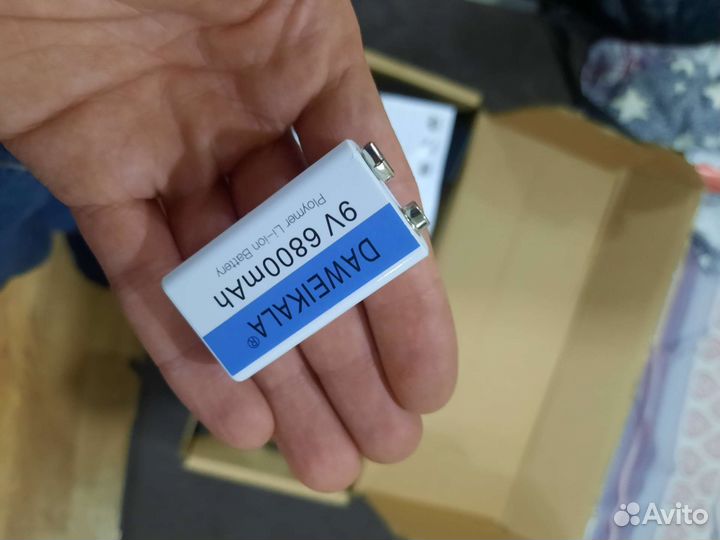 DAWEIKALA®
9V 6800mAh
Ploymer Li-ion Battery
Avito